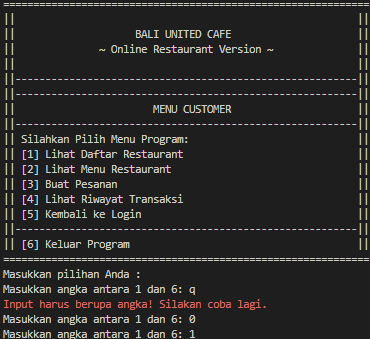 =============================================================
||                                                         ||
||                    BALI UNITED CAFE                     ||
||              ~ Online Restaurant Version ~              ||
||                                                         ||
||---------------------------------------------------------||
||---------------------------------------------------------||
||                      MENU CUSTOMER                      ||
||---------------------------------------------------------||
|| Silahkan Pilih Menu Program:                            ||
|| [1] Lihat Daftar Restaurant                             ||
|| [2] Lihat Menu Restaurant                               ||
|| [3] Buat Pesanan                                        ||
|| [4] Lihat Riwayat Transaksi                             ||
|| [5] Kembali ke Login                                    ||
||---------------------------------------------------------||
|| [6] Keluar Program                                      ||
=============================================================
Masukkan pilihan Anda :
Masukkan angka antara 1 dan 6: q
Input harus berupa angka! Silakan coba lagi.
Masukkan angka antara 1 dan 6: 0
Masukkan angka antara 1 dan 6: 1